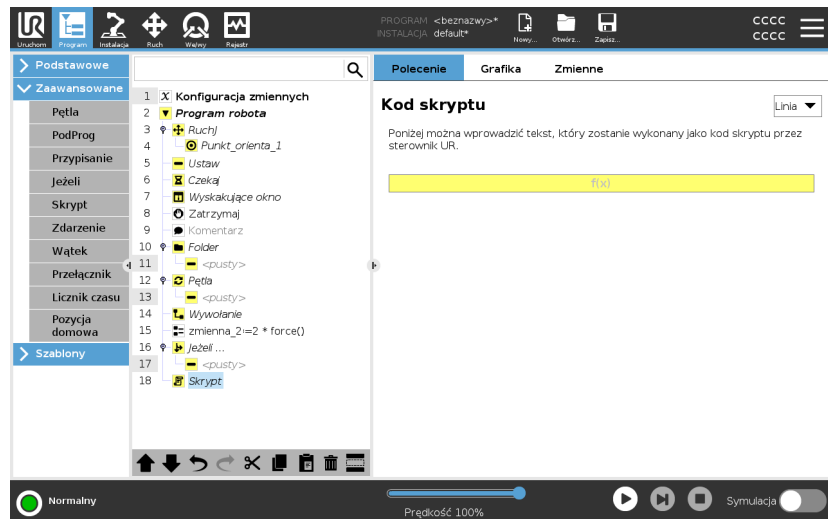 PROGRAM <beznazwy>*
INSTALACJA default*
CCCC
CCCC
Uruchom Program Instalacja Ruch We/wy Rejestr Nowy... Otwórz... Zapisz...
Podstawowe
Zaawansowane
Pętla
PodProg
Przypisanie
Jeżeli
Skrypt
Zdarzenie
Wątek
Przełącznik
Licznik czasu
Pozycja
domowa
Szablony
1 X Konfiguracja zmiennych
2 Program robota
3 RuchJ
4 Punkt_orienta_1
5 Ustaw
6 Czekaj
7 Wyskakujące okno
8 Zatrzymaj
9 Komentarz
10 Folder
11 <pusty>
12 Pętla
13 <pusty>
14 Wywołanie
15 zmienna_2:=2 * force()
16 Jeżeli ...
17 <pusty>
18 Skrypt
Polecenie Grafika Zmienne
Kod skryptu
Linia
Poniżej można wprowadzić tekst, który zostanie wykonany jako kod skryptu przez
sterownik UR.
f(x)
Normalny
Prędkość 100%
Symulacja